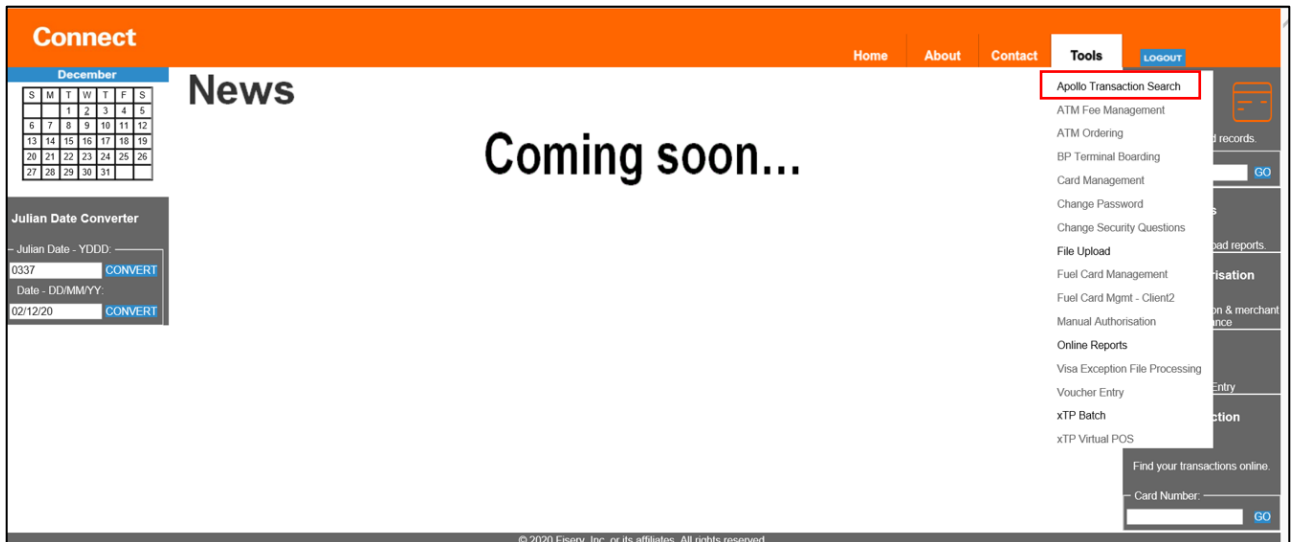 Connect
Home About Contact Tools LOGOUT
December
S M T W T F S
1 2 3 4 5
6 7 8 9 10 11 12
13 14 15 16 17 18 19
20 21 22 23 24 25 26
27 28 29 30 31
Julian Date Converter
Julian Date - YDDD:
0337 CONVERT
Date - DD/MM/YY:
02/12/20 CONVERT
News
Coming soon...
Apollo Transaction Search
ATM Fee Management
ATM Ordering
BP Terminal Boarding
Card Management
Change Password
Change Security Questions
File Upload
Fuel Card Management
Fuel Card Mgmt - Client2
Manual Authorisation
Online Reports
Visa Exception File Processing
Voucher Entry
xTP Batch
xTP Virtual POS
records.
GO
reports.
& merchant
Entry
Find your transactions online.
Card Number:
GO
© 2020 Fiserv, Inc. or its affiliates. All rights reserved.